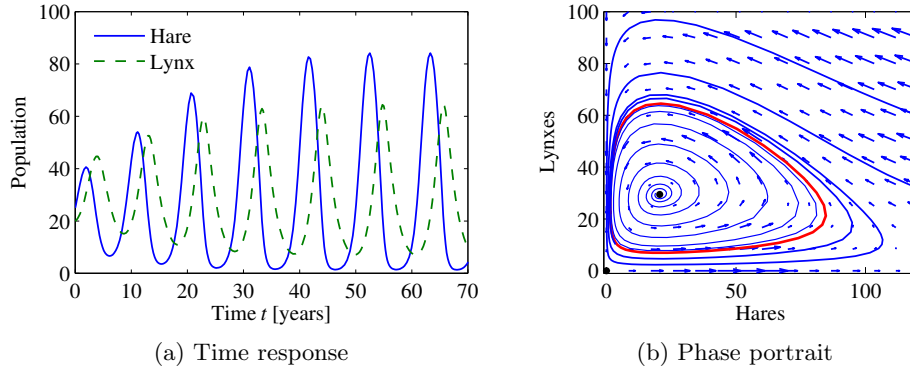 100
80
60
40
20
0
Population
Hare
Lynx
0 10 20 30 40 50 60 70
Time t [years]
(a) Time response
100
80
60
40
20
0
Lynxes
0 50 100
Hares
(b) Phase portrait